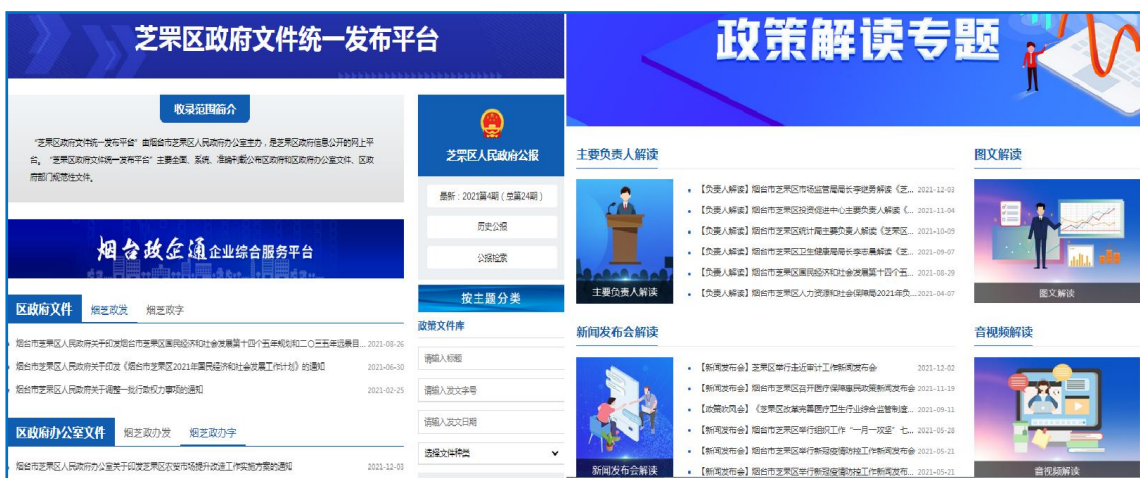 芝罘区政府文件统一发布平台
收录范围简介
“芝罘区政府文件统一发布平台”由烟台市芝罘区人民政府办公室主办，是芝罘区政府信息公开的网上平
台。“芝罘区政府文件统一发布平台”主要全面、系统、准确刊载公布区政府和区政府办公室文件、区政
府部门规范性文件。
烟台政企通企业综合服务平台
区政府文件 烟芝政发 烟芝政字
烟台市芝罘区人民政府关于印发烟台市芝罘区国民经济和社会发展第十四个五年规划和二〇三五年远景目... 2021-08-26
烟台市芝罘区人民政府关于印发《烟台市芝罘区2021年国民经济和社会发展工作计划》的通知 2021-06-30
烟台市芝罘区人民政府关于调整一批行政权力事项的通知 2021-02-25
区政府办公室文件 烟芝政办发 烟芝政办字
烟台市芝罘区人民政府办公室关于印发芝罘区农贸市场提升改造工作实施方案的通知 2021-12-03
芝罘区人民政府公报
最新：2021第4期（总第24期）
历史公报
公报检索
按主题分类
政策文件库
请输入标题
请输入发文字号
请输入发文日期
选择文件种类
政策解读专题
主要负责人解读
主要负责人解读
【负责人解读】烟台市芝罘区市场监管局局长李继勇解读《芝... 2021-12-03
【负责人解读】烟台市芝罘区投资促进中心主要负责人解读《... 2021-11-04
【负责人解读】烟台市芝罘区统计局主要负责人解读《芝罘区... 2021-10-09
【负责人解读】烟台市芝罘区卫生健康局局长李志晨解读《芝... 2021-09-07
【负责人解读】烟台市芝罘区国民经济和社会发展第十四个五... 2021-08-29
【负责人解读】烟台市芝罘区人力资源和社会保障局2021年负... 2021-04-07
图文解读
图文解读
新闻发布会解读
新闻发布会解读
【新闻发布会】芝罘区举行走近审计工作新闻发布会 2021-12-02
【新闻发布会】烟台市芝罘区召开医疗保障惠民政策新闻发布会 2021-11-19
【政策吹风会】《芝罘区改革完善医疗卫生行业综合监管制度... 2021-09-11
【新闻发布会】烟台市芝罘区举行组织工作“一月一攻坚”七... 2021-05-28
【新闻发布会】烟台市芝罘区举行新冠疫情防控工作新闻发布会 2021-05-21
【新闻发布会】烟台市芝罘区举行新冠疫情防控工作新闻发布... 2021-05-21
音视频解读
音视频解读